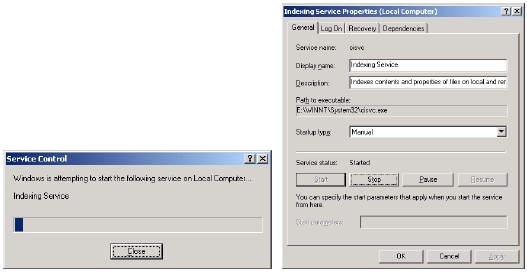 Service Control
Windows is attempting to start the following service on Local Computer...
Indexing Service
Close
Indexing Service Properties (Local Computer)
General
Log On
Recovery
Dependencies
Service name:
cisvc
Display name:
Indexing Service
Description:
Indexes contents and properties of files on local and rem
Path to executable:
E:\WINNT\System32\cisvc.exe
Startup type:
Manual
Service status:
Started
Start
Stop
Pause
Resume
You can specify the start parameters that apply when you start the service
from here.
Start parameters:
OK
Cancel
Apply